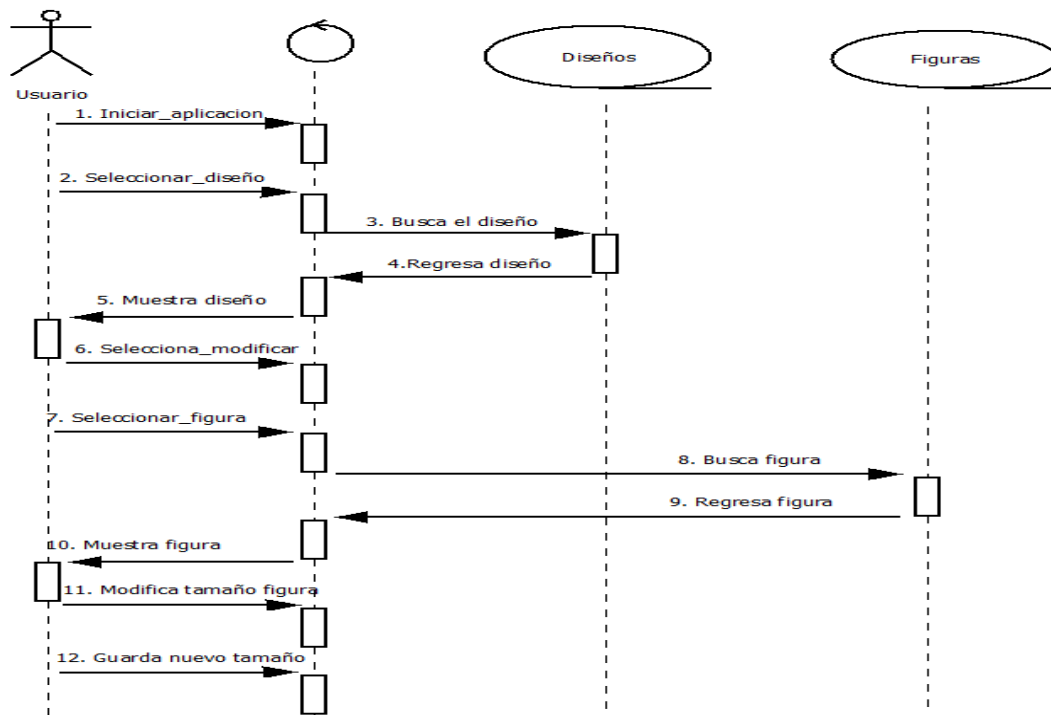 Diseños
Figuras
Usuario
1. Iniciar_aplicacion
2. Seleccionar_diseño
3. Busca el diseño
4.Regresa diseño
5. Muestra diseño
6. Selecciona_modificar
7. Seleccionar_figura
8. Busca figura
9. Regresa figura
10. Muestra figura
11. Modifica tamaño figura
12. Guarda nuevo tamaño